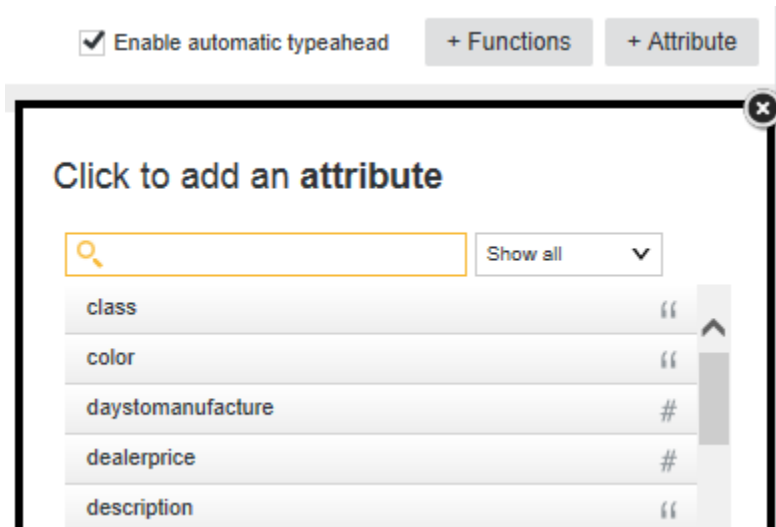 Enable automatic typeahead + Functions + Attribute
Click to add an attribute
Show all
class “
color “
daystomanufacture #
dealerprice #
description “